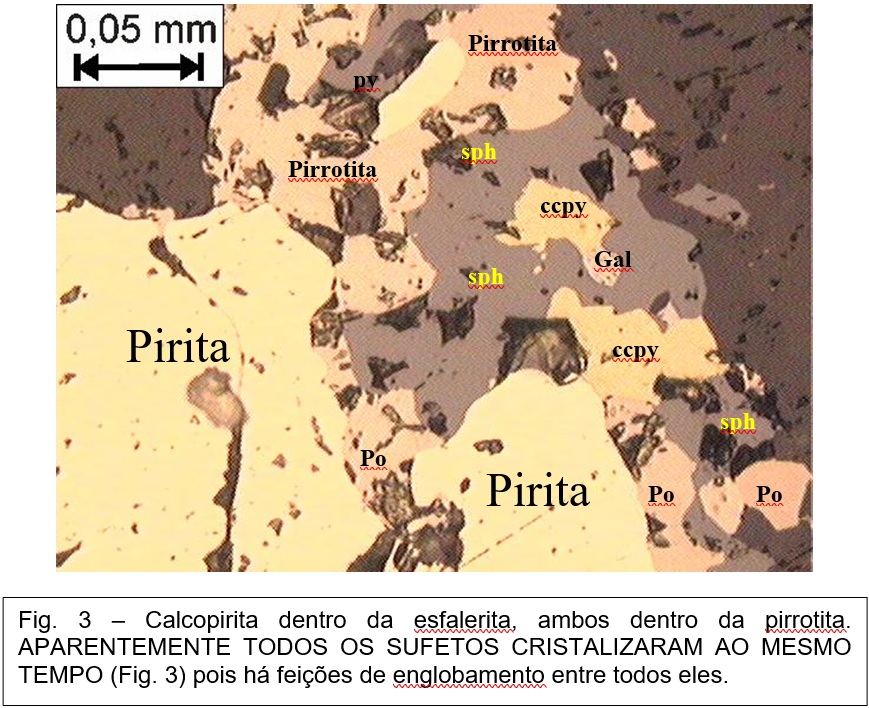 0,05 mm
Pirrotita
py
sph
Pirrotita
ccpy
Gal
sph
Pirita
ccpy
sph
Po
Pirita
Po
Po
Fig. 3 – Calcopirita dentro da esfalerita, ambos dentro da pirrotita.
APARENTEMENTE TODOS OS SUFETOS CRISTALIZARAM AO MESMO
TEMPO (Fig. 3) pois há feições de englobamento entre todos eles.